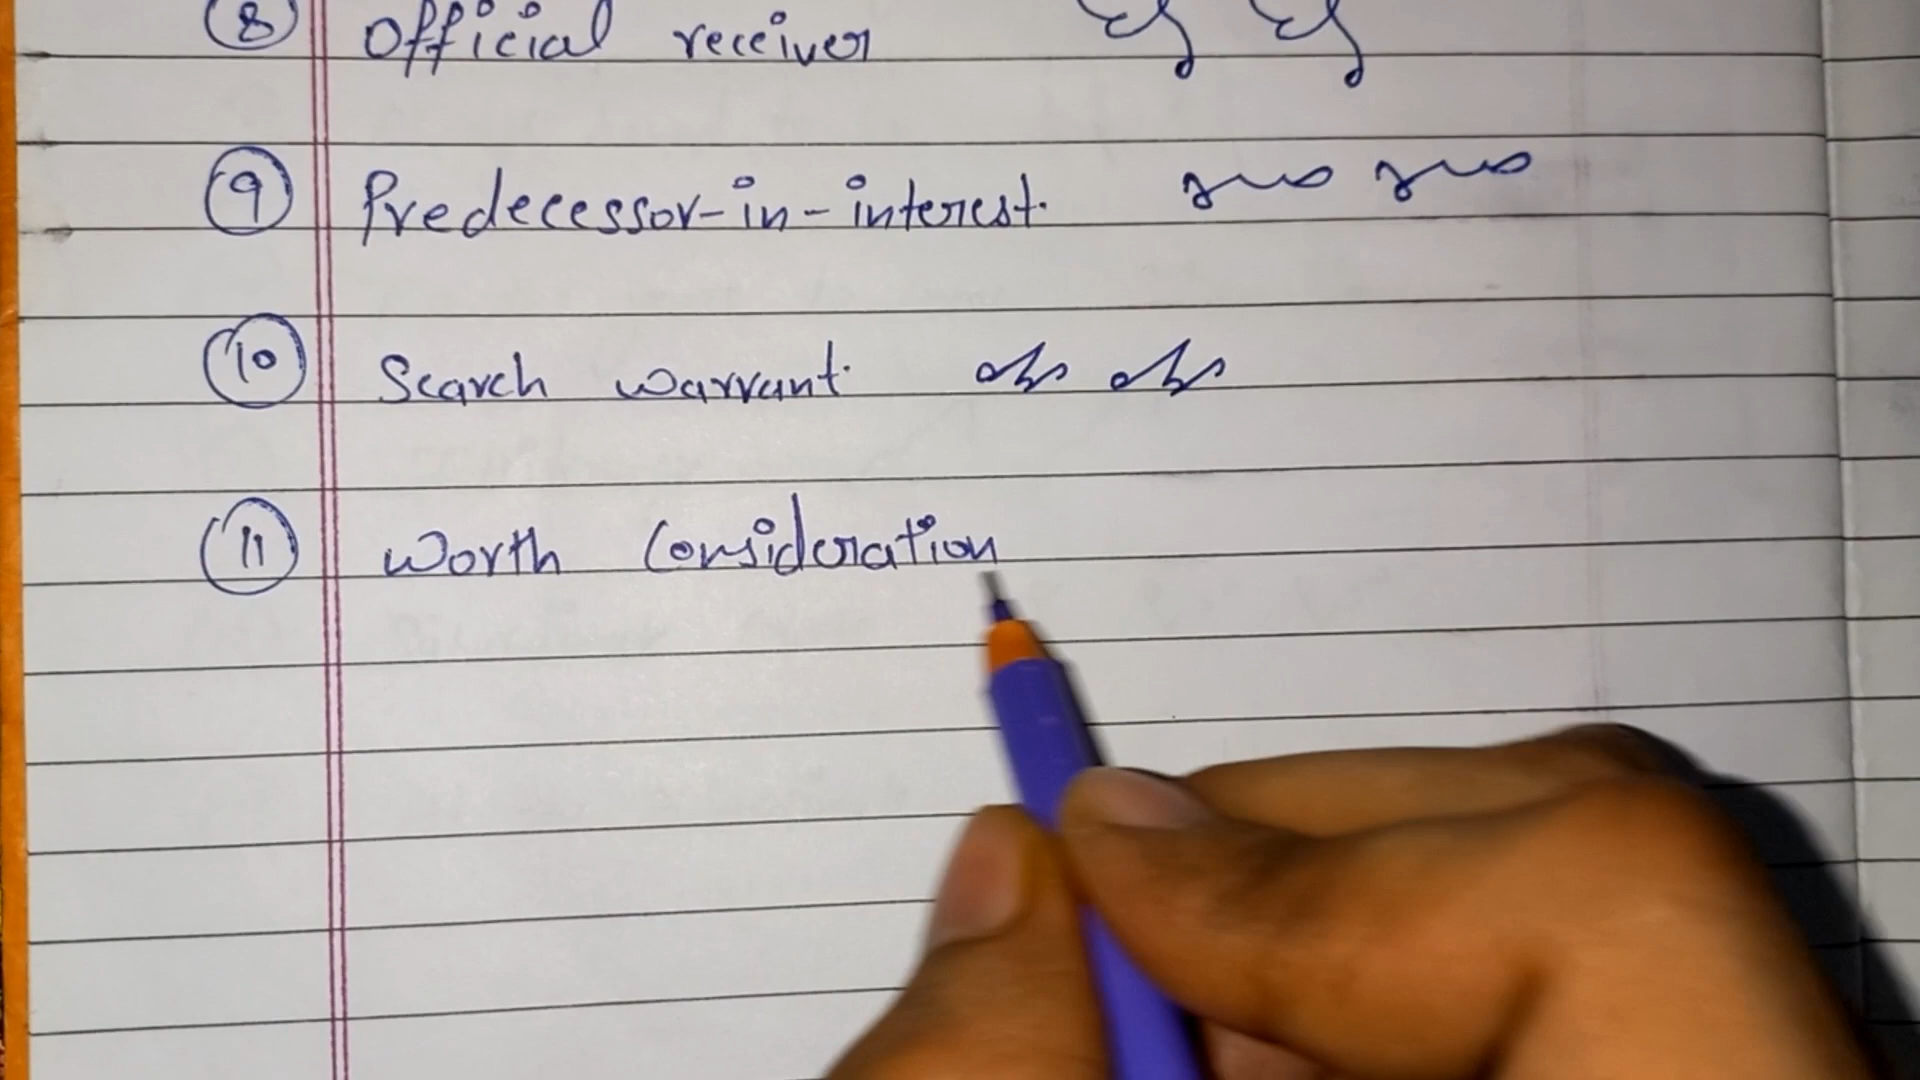 8 Official receiver
9 Predecessor-in-interest.
10 Search warrant.
11 Worth Consideration